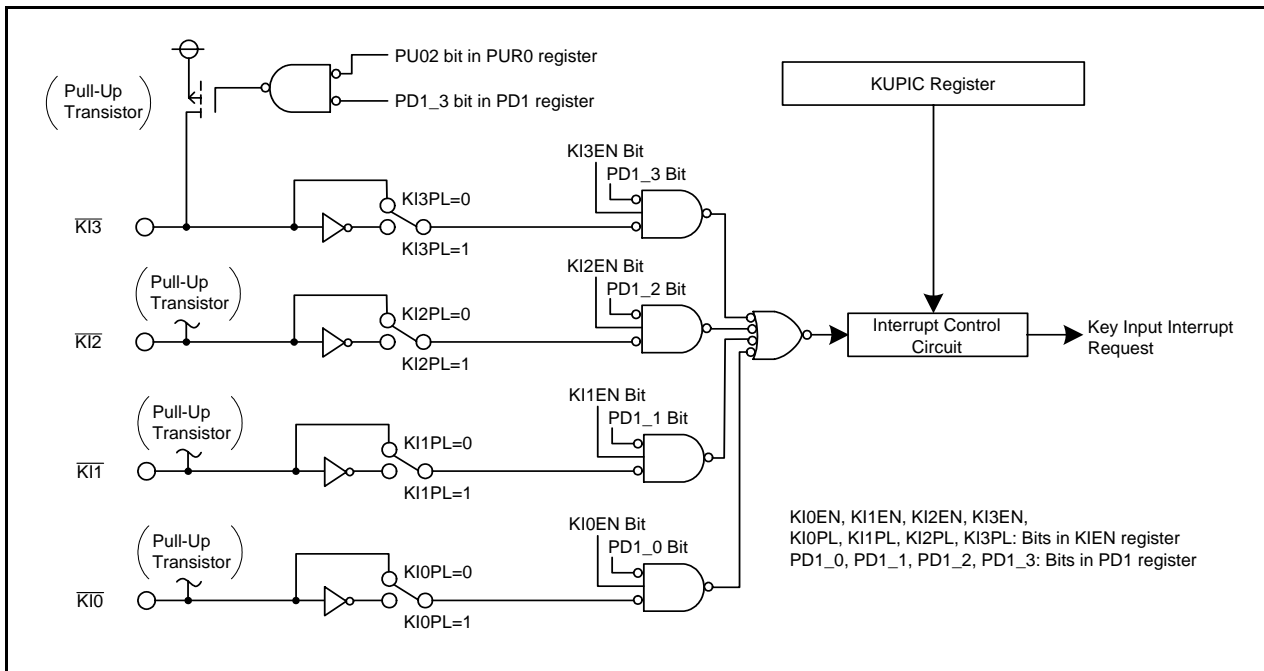 PU02 bit in PUR0 register
Pull-Up
Transistor
PD1_3 bit in PD1 register
KUPIC Register
KI3EN Bit
PD1_3 Bit
KI3PL=0
KI3
KI3PL=1
Pull-Up
Transistor
KI2EN Bit
PD1_2 Bit
KI2PL=0
KI2
KI2PL=1
Interrupt Control
Circuit
Key Input Interrupt
Request
Pull-Up
Transistor
KI1EN Bit
PD1_1 Bit
KI1PL=0
KI1
KI1PL=1
Pull-Up
Transistor
KI0EN Bit
PD1_0 Bit
KI0PL=0
KI0
KI0PL=1
KI0EN, KI1EN, KI2EN, KI3EN,
KI0PL, KI1PL, KI2PL, KI3PL: Bits in KIEN register
PD1_0, PD1_1, PD1_2, PD1_3: Bits in PD1 register